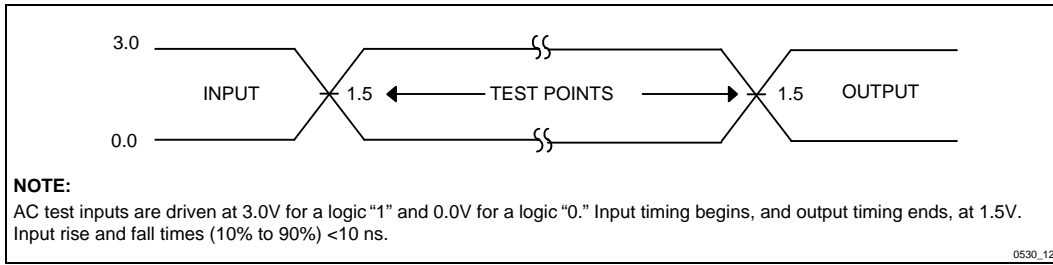 3.0
INPUT 1.5 TEST POINTS 1.5 OUTPUT
0.0
NOTE:
AC test inputs are driven at 3.0V for a logic “1” and 0.0V for a logic “0.” Input timing begins, and output timing ends, at 1.5V.
Input rise and fall times (10% to 90%) <10 ns.
0530_12